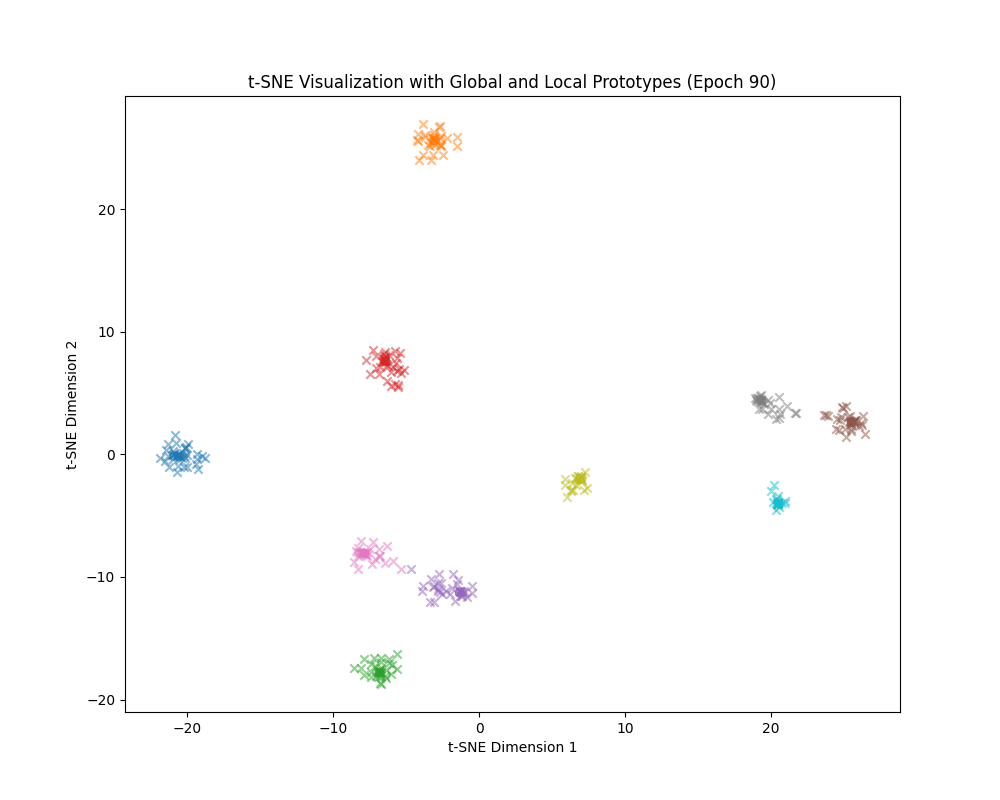 t-SNE Visualization with Global and Local Prototypes (Epoch 90)
20
10
0
−10
−20
t-SNE Dimension 2
−20 −10 0 10 20
t-SNE Dimension 1